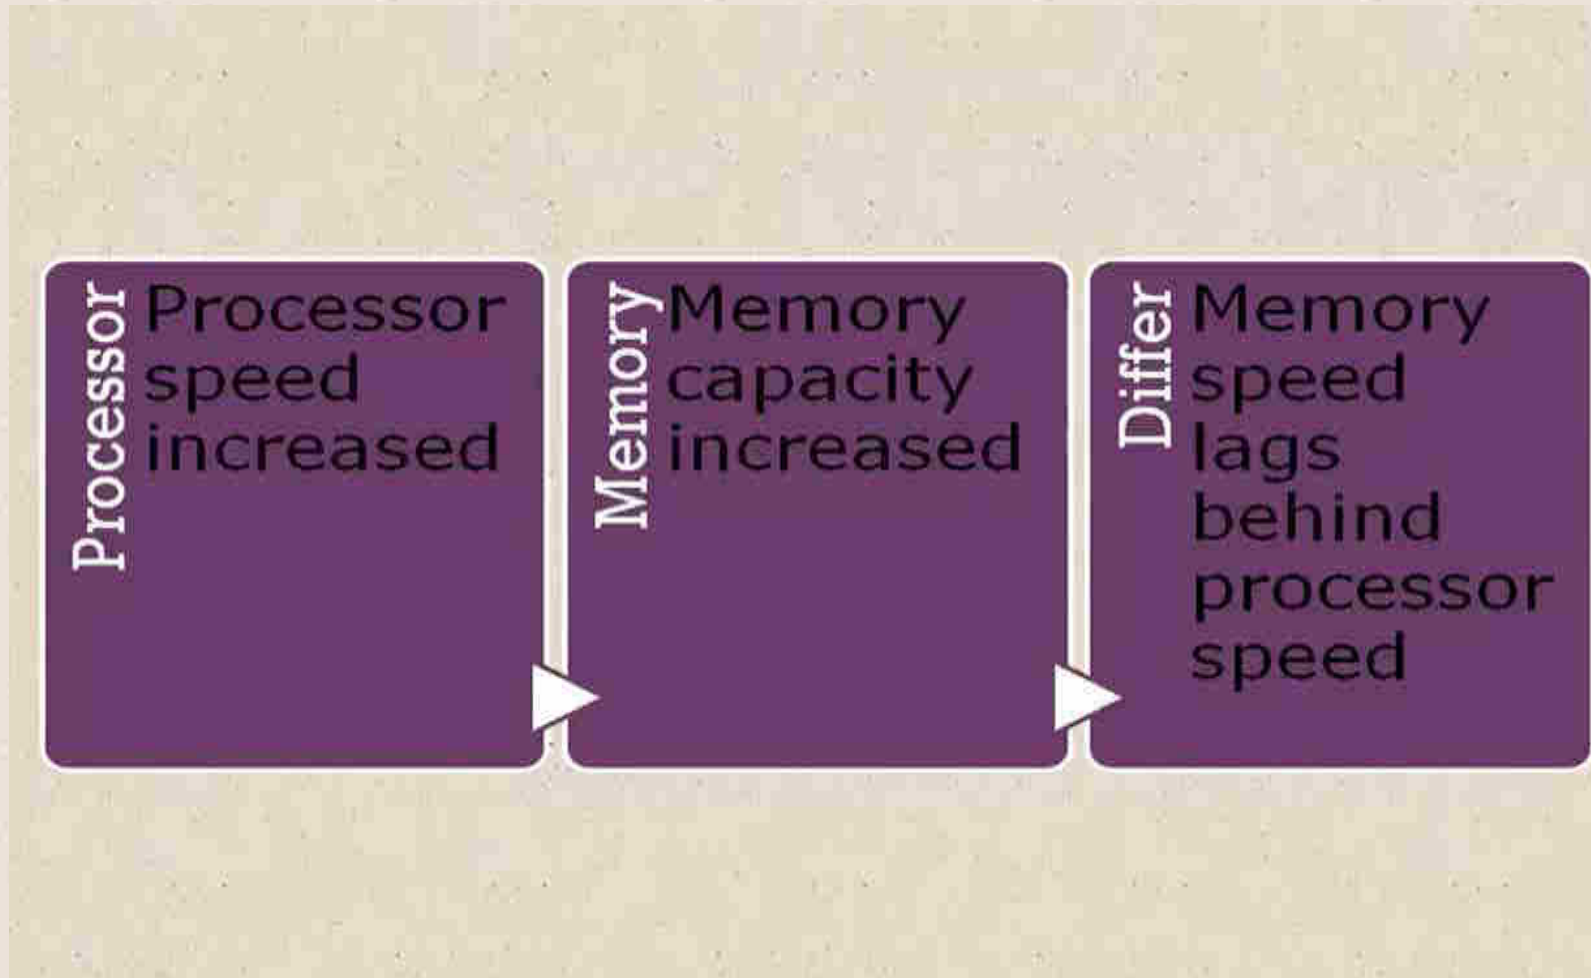 Processor
Processor
speed
increased
Memory
Memory
capacity
increased
Differ
Memory
speed
lags
behind
processor
speed